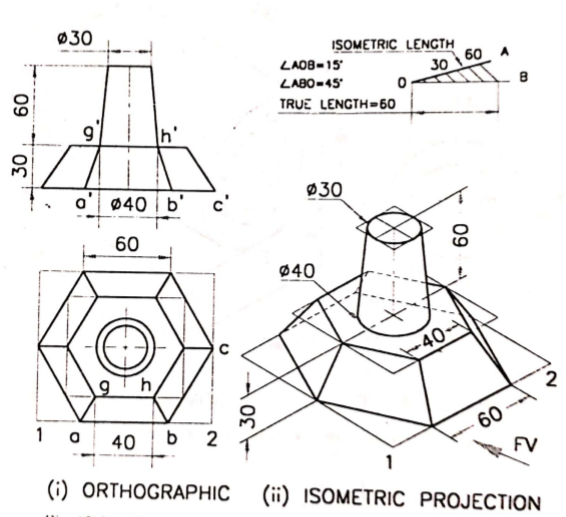 ø30
60
30
g' h'
a' ø40 b' c'
60
c
g h
1 a 40 b 2
(i) ORTHOGRAPHIC
ISOMETRIC LENGTH
∠AOB=15°
∠ABO=45°
TRUE LENGTH=60
30 60 A
O B
ø30
60
ø40
40
30
60
2
1
FV
(ii) ISOMETRIC PROJECTION